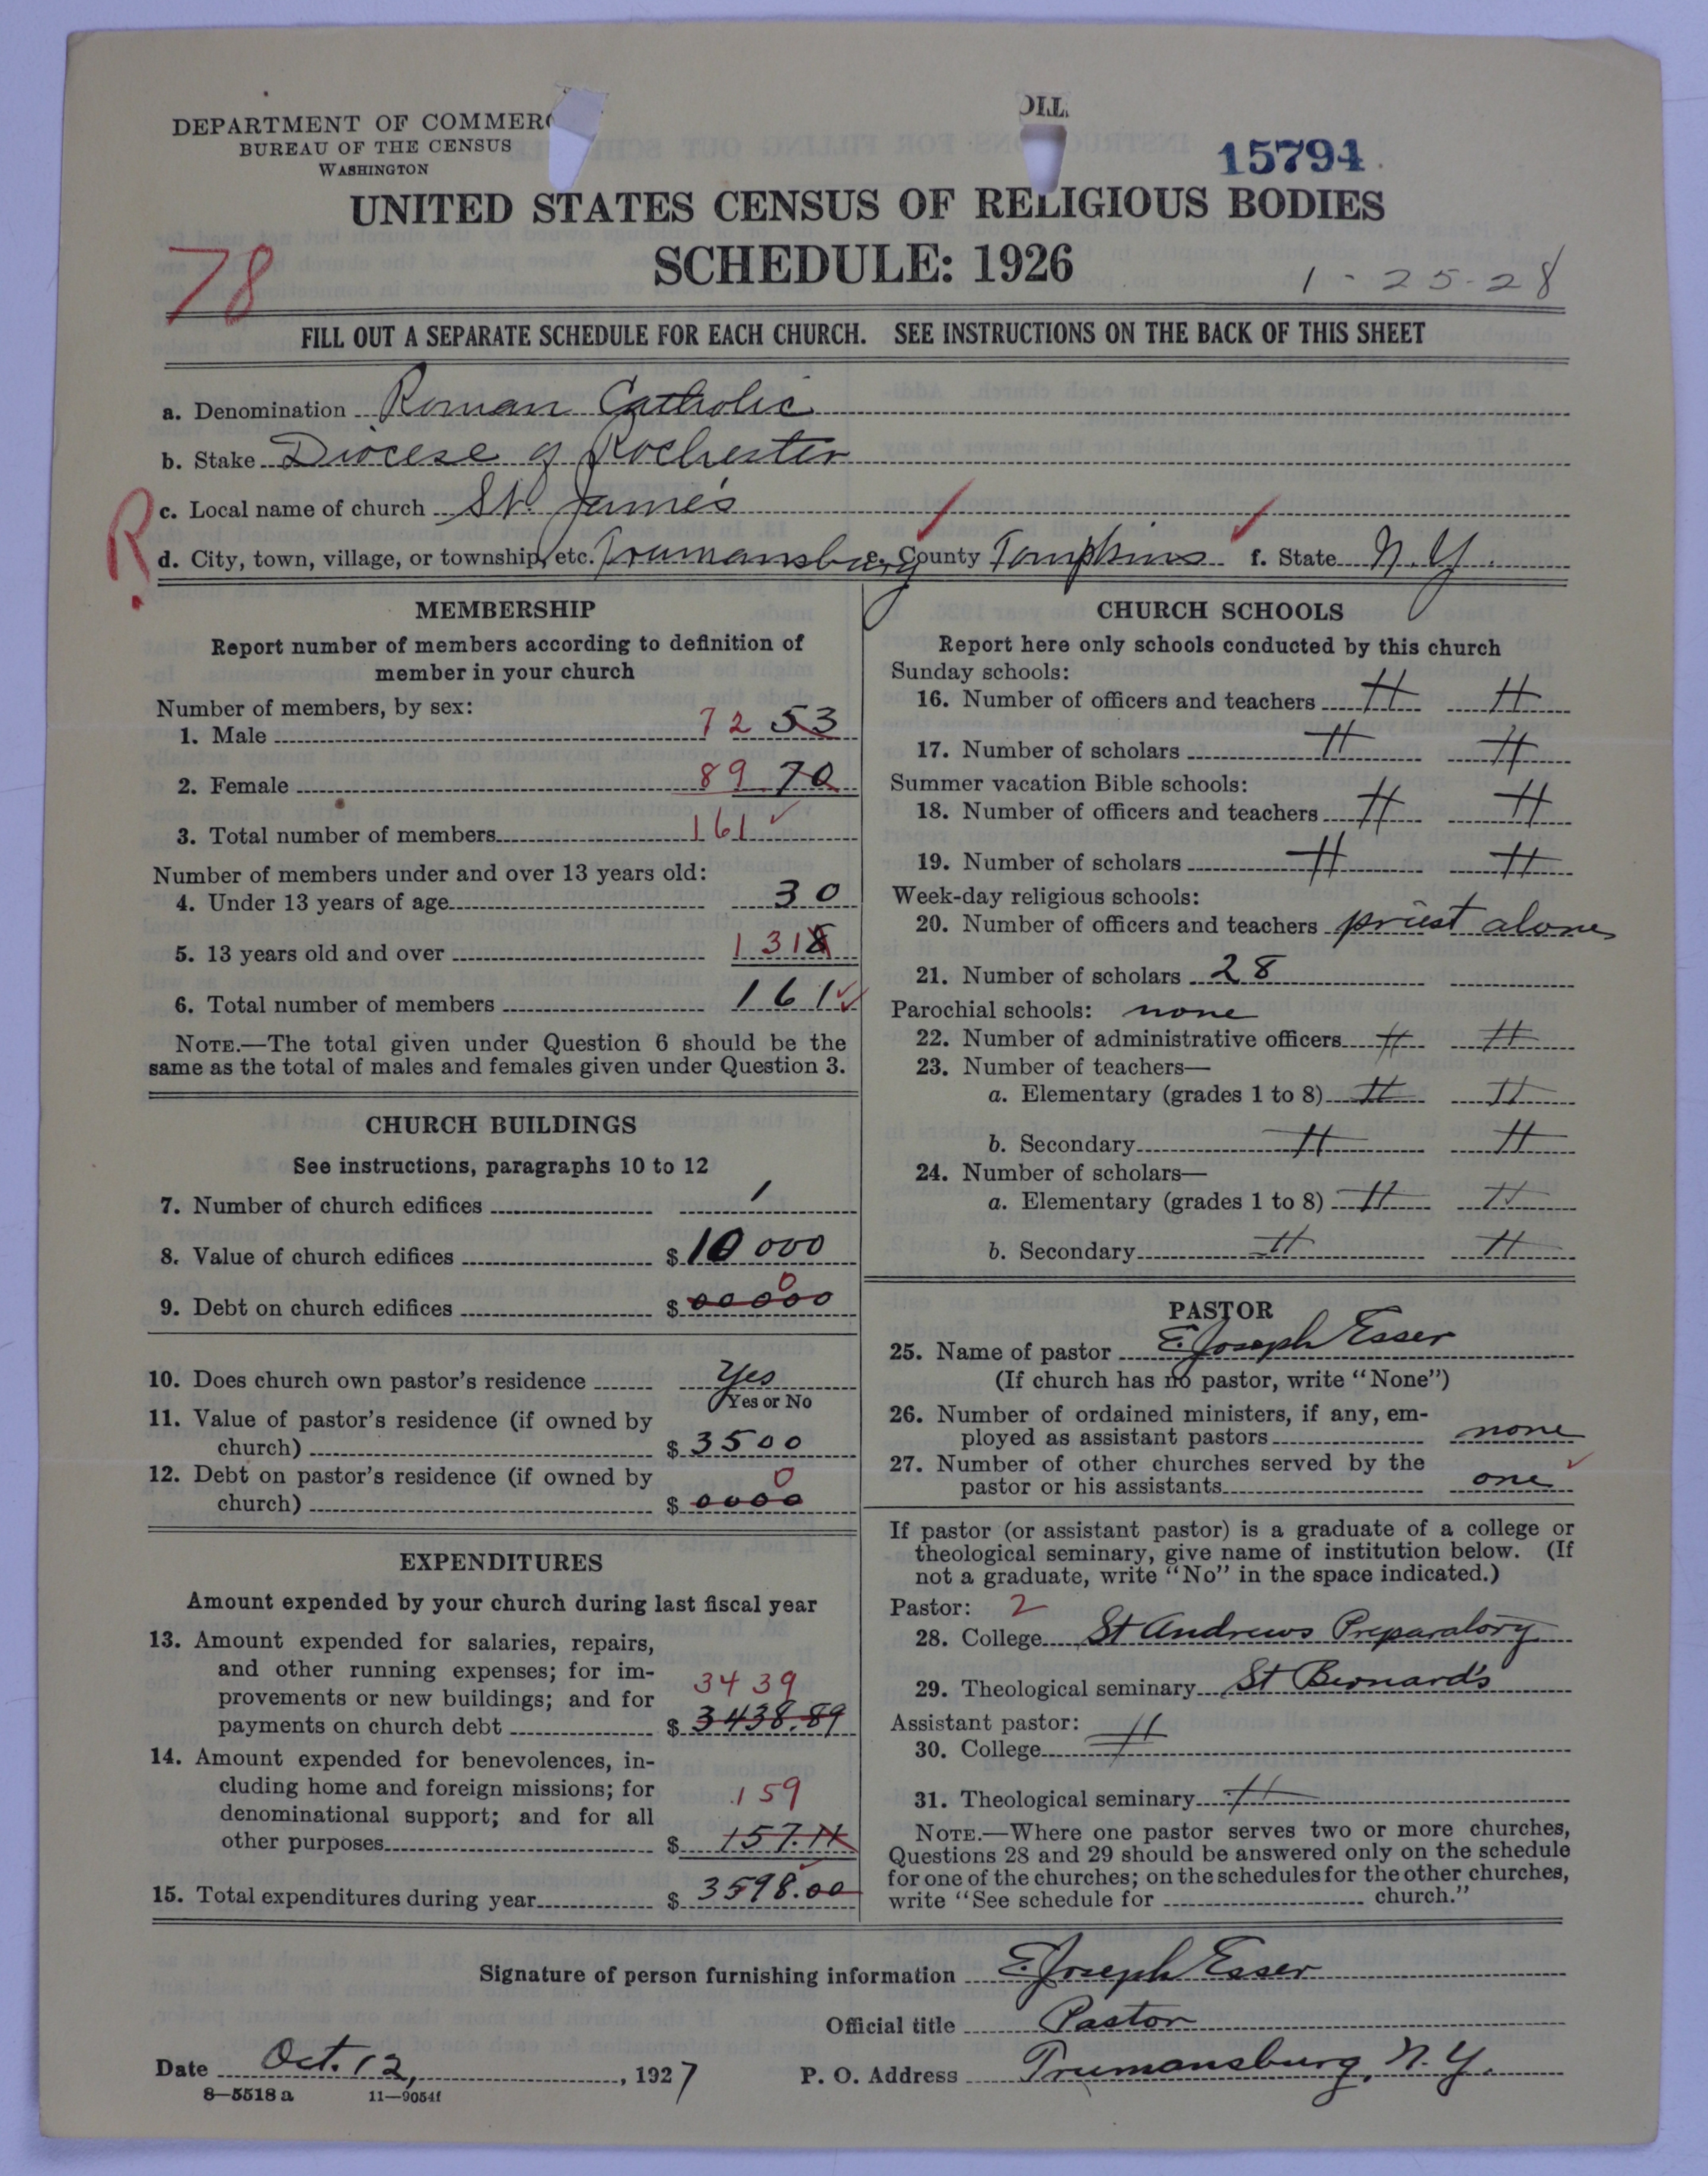 DEPARTMENT OF COMMERC
BUREAU OF THE CENSUS
WASHINGTON
15794
UNITED STATES CENSUS OF RELIGIOUS BODIES
SCHEDULE: 1926
78
1-25-28
FILL OUT A SEPARATE SCHEDULE FOR EACH CHURCH. SEE INSTRUCTIONS ON THE BACK OF THIS SHEET
a. Denomination Roman Catholic
b. Stake Diocese of Rochester
c. Local name of church St. James
R
d. City, town, village, or township, etc. Trumansburg e. County Tompkins f. State N.Y.
MEMBERSHIP
Report number of members according to definition of
member in your church
Number of members, by sex:
1. Male 72 53
2. Female 89 70
3. Total number of members 161
Number of members under and over 13 years old:
4. Under 13 years of age 30
5. 13 years old and over 131
6. Total number of members 161
NOTE.—The total given under Question 6 should be the
same as the total of males and females given under Question 3.
CHURCH BUILDINGS
See instructions, paragraphs 10 to 12
7. Number of church edifices 1
8. Value of church edifices $ 10 000
0
9. Debt on church edifices $ 00000
10. Does church own pastor's residence Yes
Yes or No
11. Value of pastor's residence (if owned by
church) $ 3500
12. Debt on pastor's residence (if owned by 0
church) $ 0000
EXPENDITURES
Amount expended by your church during last fiscal year
13. Amount expended for salaries, repairs,
and other running expenses; for im-
provements or new buildings; and for 3439
payments on church debt $ 3438.89
14. Amount expended for benevolences, in-
cluding home and foreign missions; for 159
denominational support; and for all
other purposes $ 157.11
15. Total expenditures during year $ 3598.00
CHURCH SCHOOLS
Report here only schools conducted by this church
Sunday schools:
16. Number of officers and teachers
17. Number of scholars
Summer vacation Bible schools:
18. Number of officers and teachers
19. Number of scholars
Week-day religious schools:
20. Number of officers and teachers priest alone
21. Number of scholars 28
Parochial schools: none
22. Number of administrative officers
23. Number of teachers—
a. Elementary (grades 1 to 8)
b. Secondary
24. Number of scholars—
a. Elementary (grades 1 to 8)
b. Secondary
PASTOR
25. Name of pastor E. Joseph Esser
(If church has no pastor, write "None")
26. Number of ordained ministers, if any, em-
ployed as assistant pastors none
27. Number of other churches served by the
pastor or his assistants one
If pastor (or assistant pastor) is a graduate of a college or
theological seminary, give name of institution below. (If
not a graduate, write "No" in the space indicated.)
Pastor: 2
28. College St Andrews Preparatory
29. Theological seminary St Bernard's
Assistant pastor:
30. College
31. Theological seminary
NOTE.—Where one pastor serves two or more churches,
Questions 28 and 29 should be answered only on the schedule
for one of the churches; on the schedules for the other churches,
write "See schedule for church."
Signature of person furnishing information E. Joseph Esser
Official title Pastor
Date Oct. 12, 1927 P. O. Address Trumansburg, N.Y.
8—5518 a 11—9054f